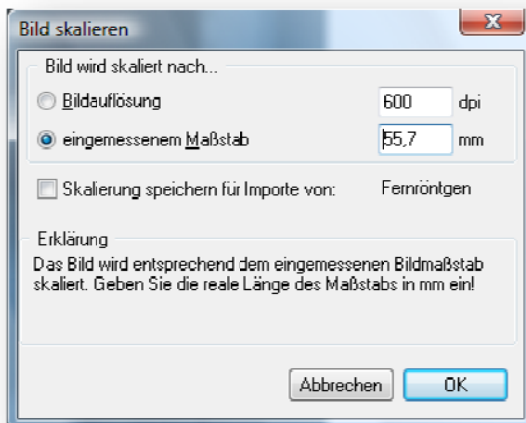 Bild skalieren
Bild wird skaliert nach...
Bildauflösung 600 dpi
eingemessenem Maßstab 55,7 mm
Skalierung speichern für Importe von: Fernröntgen
Erklärung
Das Bild wird entsprechend dem eingemessenen Bildmaßstab
skaliert. Geben Sie die reale Länge des Maßstabs in mm ein!
Abbrechen OK